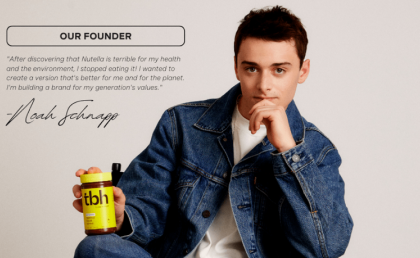 OUR FOUNDER
"After discovering that Nutella is terrible for my health
and the environment, I stopped eating it! I wanted to
create a version that's better for me and for the planet.
I'm building a brand for my generation's values."
-Noah Schnapp
tbh